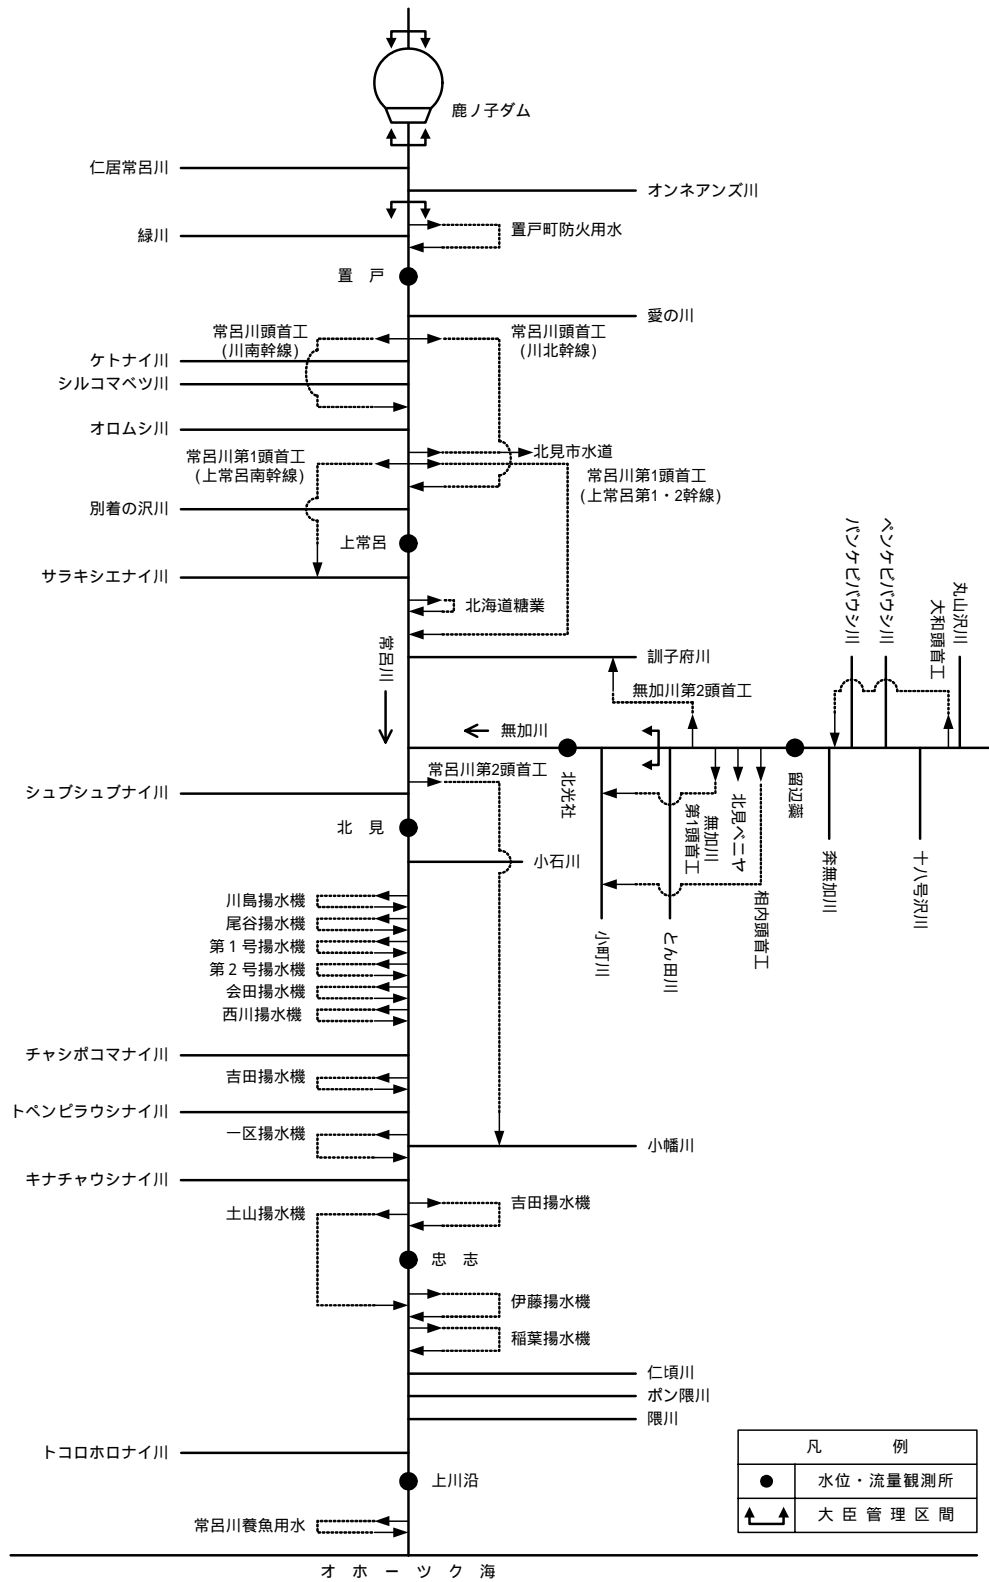 鹿ノ子ダム
仁居常呂川
オンネアンズ川
置戸町防火用水
緑川
置 戸
愛の川
常呂川頭首工
(川南幹線)
常呂川頭首工
(川北幹線)
ケトナイ川
シルコマベツ川
オロムシ川
北見市水道
常呂川第1頭首工
(上常呂南幹線)
常呂川第1頭首工
(上常呂第1・2幹線)
別着の沢川
上常呂
サラキシエナイ川
北海道糖業
常呂川
訓子府川
無加川第2頭首工
パンケビバウシ川
ペンケビバウシ川
大和頭首工
丸山沢川
無加川
北光社
留辺蘂
常呂川第2頭首工
シュブシュブナイ川
北 見
小石川
無加川
第1頭首工
北見ベニヤ
相内頭首工
奔無加川
十八号沢川
小町川
とん田川
川島揚水機
尾谷揚水機
第1号揚水機
第2号揚水機
会田揚水機
西川揚水機
チャシポコマナイ川
吉田揚水機
トペンピラウシナイ川
一区揚水機
小幡川
キナチャウシナイ川
吉田揚水機
土山揚水機
忠 志
伊藤揚水機
稲葉揚水機
仁頃川
ポン隈川
隈川
トコロホロナイ川
上川沿
常呂川養魚用水
オホーツク海
凡 例
水位・流量観測所
大臣管理区間